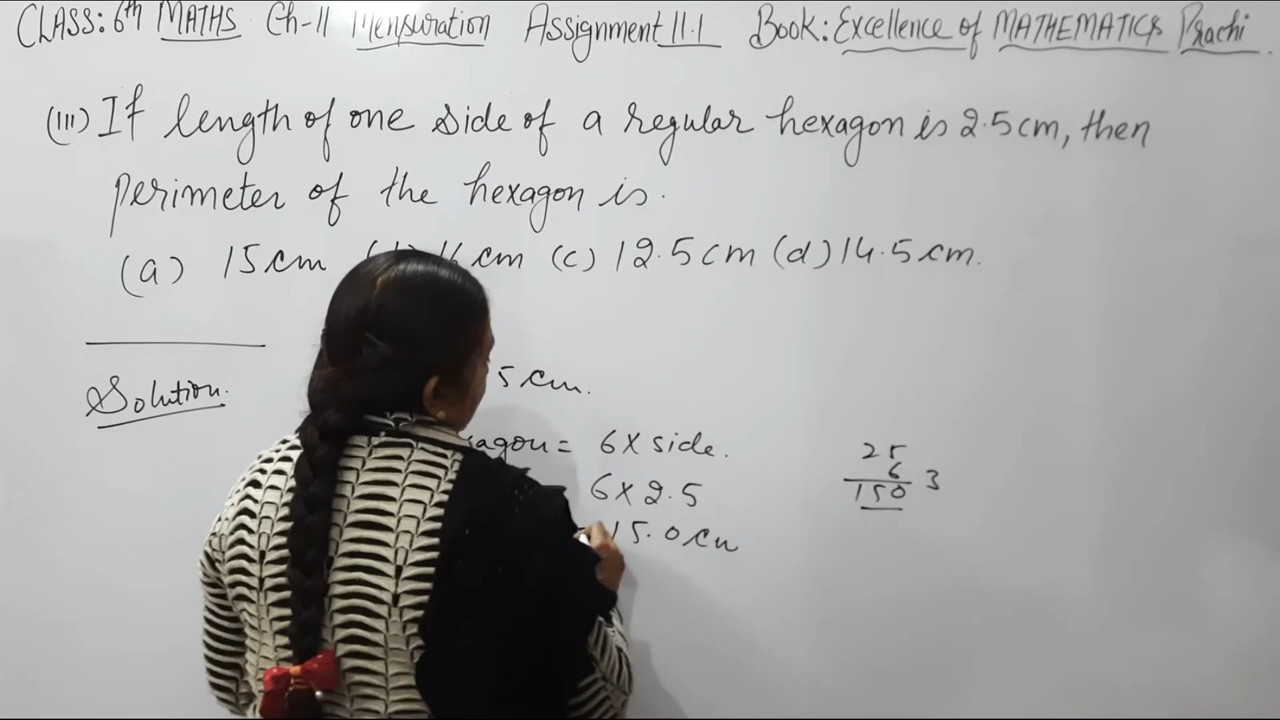 CLASS: 6th MATHS Ch-11 Mensuration Assignment 11.1 Book: Excellence of MATHEMATICS Prachi
(III) If length of one side of a regular hexagon is 2.5cm, then
perimeter of the hexagon is.
(a) 15cm cm (c) 12.5cm (d) 14.5cm.
Solution.
5 cm.
= 6 X side.
6 X 2.5
15.0 cm
25
6
150 3